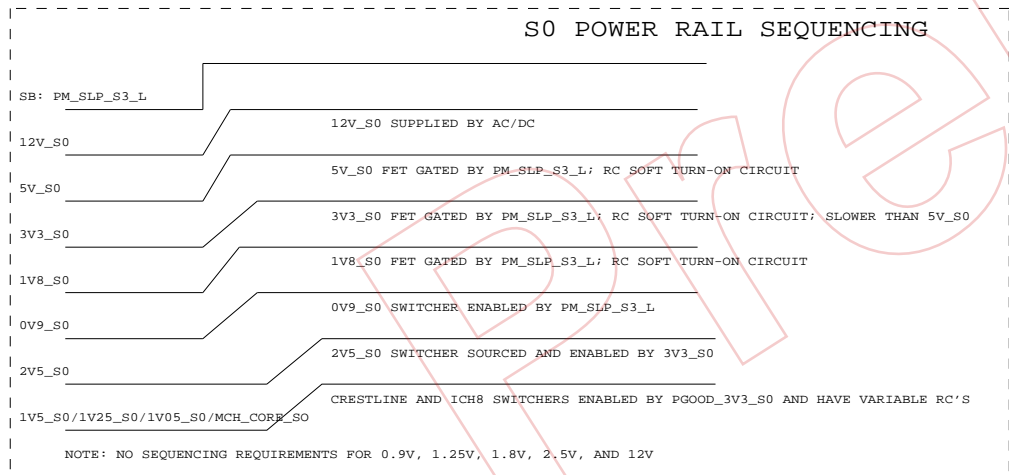 S0 POWER RAIL SEQUENCING
SB: PM_SLP_S3_L
12V_S0 SUPPLIED BY AC/DC
12V_S0
5V_S0 FET GATED BY PM_SLP_S3_L; RC SOFT TURN-ON CIRCUIT
5V_S0
3V3_S0 FET GATED BY PM_SLP_S3_L; RC SOFT TURN-ON CIRCUIT; SLOWER THAN 5V_S0
3V3_S0
1V8_S0 FET GATED BY PM_SLP_S3_L; RC SOFT TURN-ON CIRCUIT
1V8_S0
0V9_S0 SWITCHER ENABLED BY PM_SLP_S3_L
0V9_S0
2V5_S0 SWITCHER SOURCED AND ENABLED BY 3V3_S0
2V5_S0
CRESTLINE AND ICH8 SWITCHERS ENABLED BY PGOOD_3V3_S0 AND HAVE VARIABLE RC'S
1V5_S0/1V25_S0/1V05_S0/MCH_CORE_SO
NOTE: NO SEQUENCING REQUIREMENTS FOR 0.9V, 1.25V, 1.8V, 2.5V, AND 12V
Pre